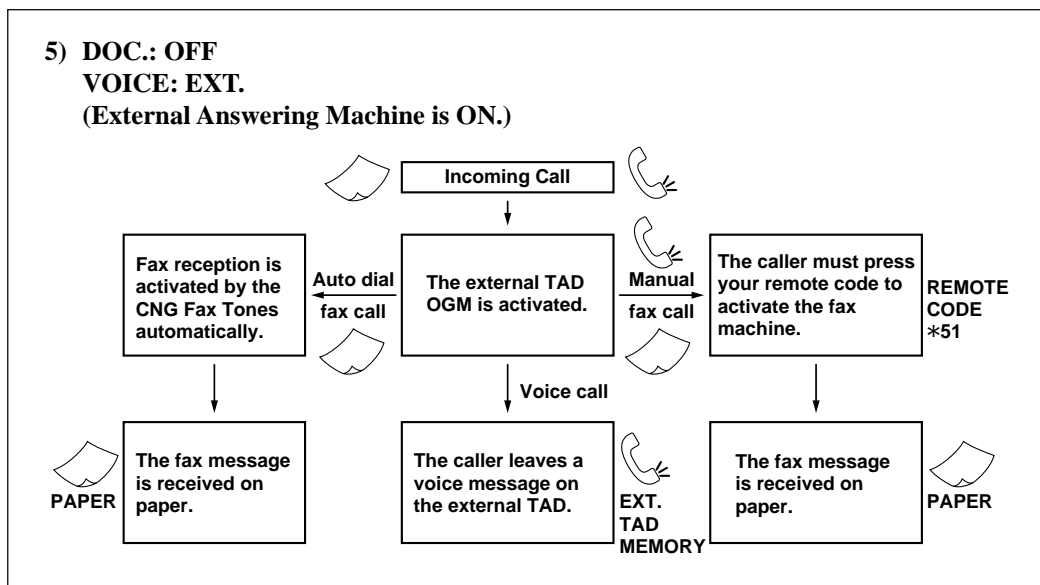 5) DOC.: OFF
VOICE: EXT.
(External Answering Machine is ON.)
Incoming Call
Fax reception is
activated by the
CNG Fax Tones
automatically.
Auto dial
fax call
The external TAD
OGM is activated.
Manual
fax call
The caller must press
your remote code to
activate the fax
machine.
REMOTE
CODE
∗51
Voice call
PAPER
The fax message
is received on
paper.
The caller leaves a
voice message on
the external TAD.
EXT.
TAD
MEMORY
The fax message
is received on
paper.
PAPER